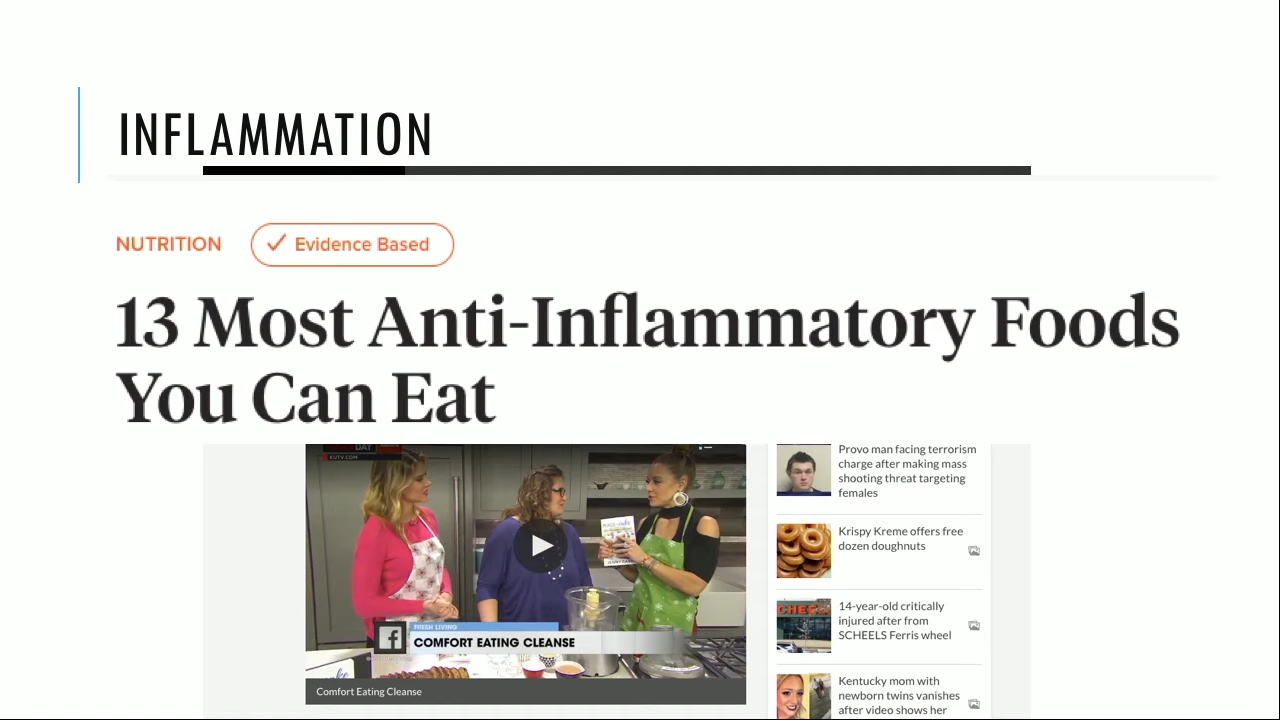 INFLAMMATION
NUTRITION
Evidence Based
13 Most Anti-Inflammatory Foods
You Can Eat
DAY
KUTV.COM
FRESH LIVING
COMFORT EATING CLEANSE
Comfort Eating Cleanse
Provo man facing terrorism
charge after making mass
shooting threat targeting
females
Krispy Kreme offers free
dozen doughnuts
14-year-old critically
injured after from
SCHEELS Ferris wheel
Kentucky mom with
newborn twins vanishes
after video shows her